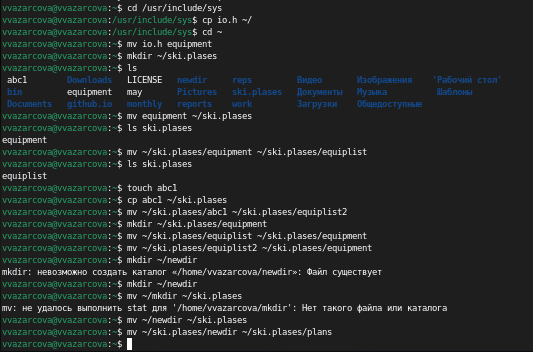 vvazarcova@vvazarcova:~$ cd /usr/include/sys
vvazarcova@vvazarcova:/usr/include/sys$ cp io.h ~/
vvazarcova@vvazarcova:/usr/include/sys$ cd ~
vvazarcova@vvazarcova:~$ mv io.h equipment
vvazarcova@vvazarcova:~$ mkdir ~/ski.plases
vvazarcova@vvazarcova:~$ ls
abc1 Downloads LICENSE newdir reps Видео Изображения 'Рабочий стол'
bin equipment may Pictures ski.plases Документы Музыка Шаблоны
Documents github.io monthly reports work Загрузки Общедоступные
vvazarcova@vvazarcova:~$ mv equipment ~/ski.plases
vvazarcova@vvazarcova:~$ ls ski.plases
equipment
vvazarcova@vvazarcova:~$ mv ~/ski.plases/equipment ~/ski.plases/equiplist
vvazarcova@vvazarcova:~$ ls ski.plases
equiplist
vvazarcova@vvazarcova:~$ touch abc1
vvazarcova@vvazarcova:~$ cp abc1 ~/ski.plases
vvazarcova@vvazarcova:~$ mv ~/ski.plases/abc1 ~/ski.plases/equiplist2
vvazarcova@vvazarcova:~$ mkdir ~/ski.plases/equipment
vvazarcova@vvazarcova:~$ mv ~/ski.plases/equiplist ~/ski.plases/equipment
vvazarcova@vvazarcova:~$ mv ~/ski.plases/equiplist2 ~/ski.plases/equipment
vvazarcova@vvazarcova:~$ mkdir ~/newdir
mkdir: невозможно создать каталог «/home/vvazarcova/newdir»: Файл существует
vvazarcova@vvazarcova:~$ mkdir ~/newdir
vvazarcova@vvazarcova:~$ mv ~/mkdir ~/ski.plases
mv: не удалось выполнить stat для '/home/vvazarcova/mkdir': Нет такого файла или каталога
vvazarcova@vvazarcova:~$ mv ~/newdir ~/ski.plases
vvazarcova@vvazarcova:~$ mv ~/ski.plases/newdir ~/ski.plases/plans
vvazarcova@vvazarcova:~$